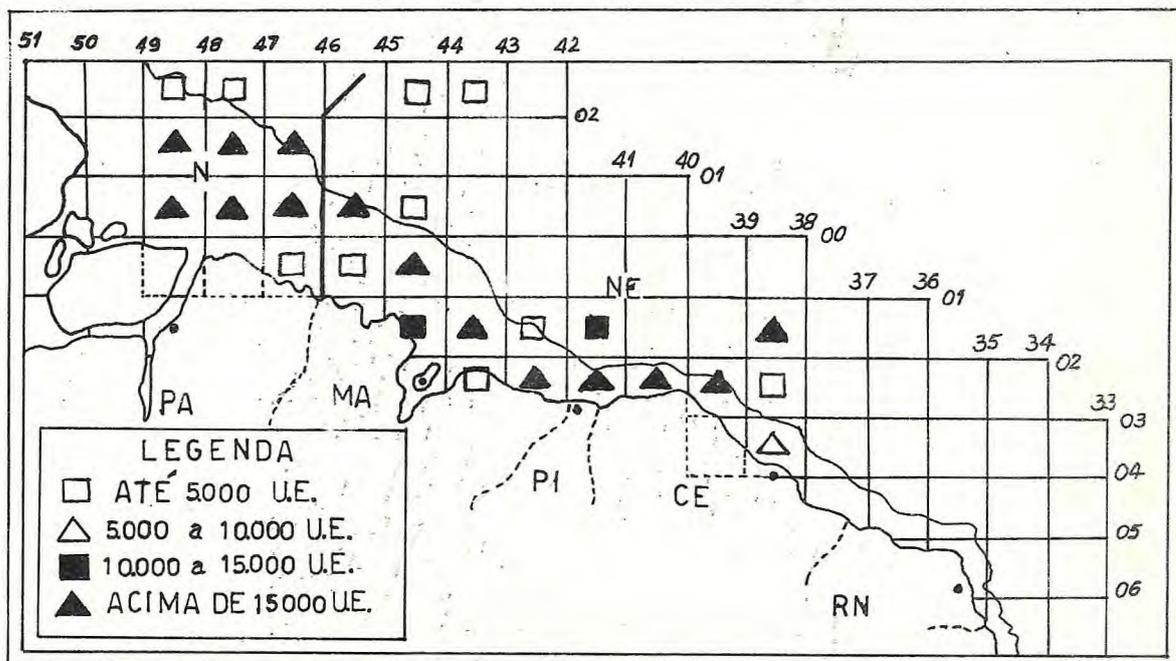 51 50 49 48 47 46 45 44 43 42
02
41 40 01
N
39 38 00
NE
37 36 01
35 34 02
PA
MA
33 03
PI
CE
04
05
RN
06
LEGENDA
ATÉ 5.000 U.E.
5.000 a 10.000 U.E.
10.000 a 15.000 U.E.
ACIMA DE 15000 U.E.